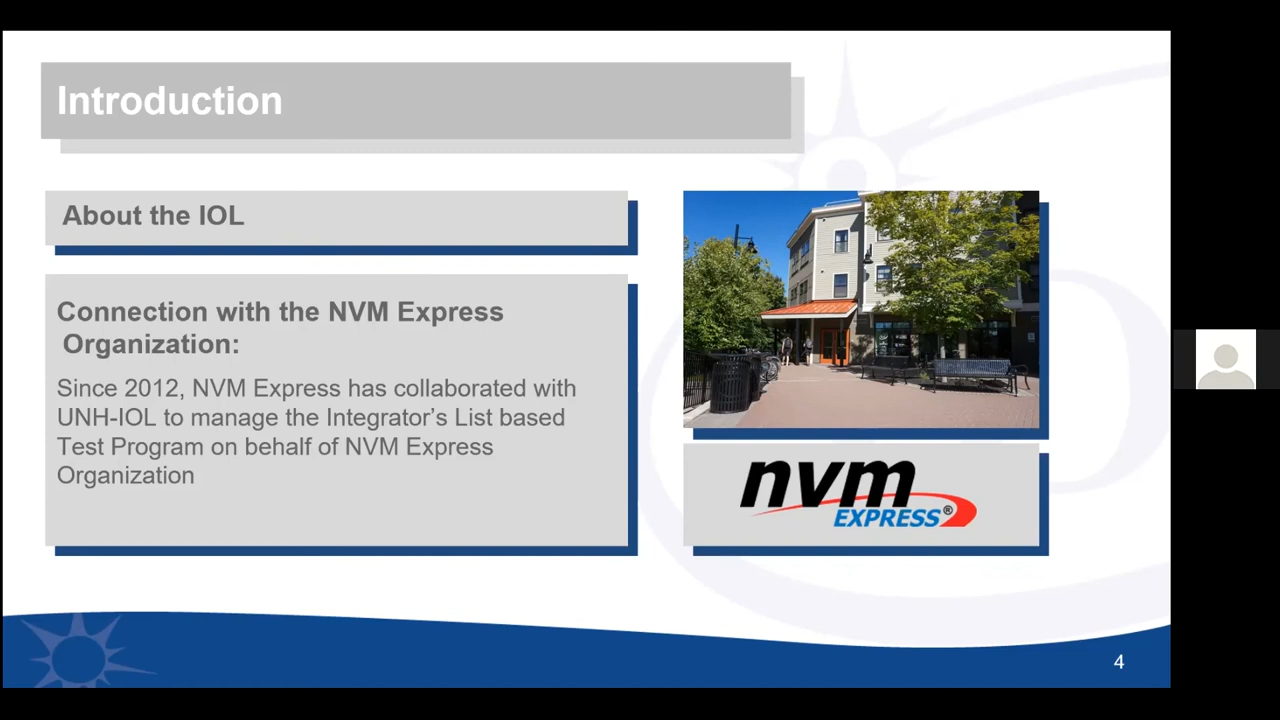 Introduction
About the IOL
Connection with the NVM Express
Organization:
Since 2012, NVM Express has collaborated with
UNH-IOL to manage the Integrator’s List based
Test Program on behalf of NVM Express
Organization
nvm
EXPRESS®
4